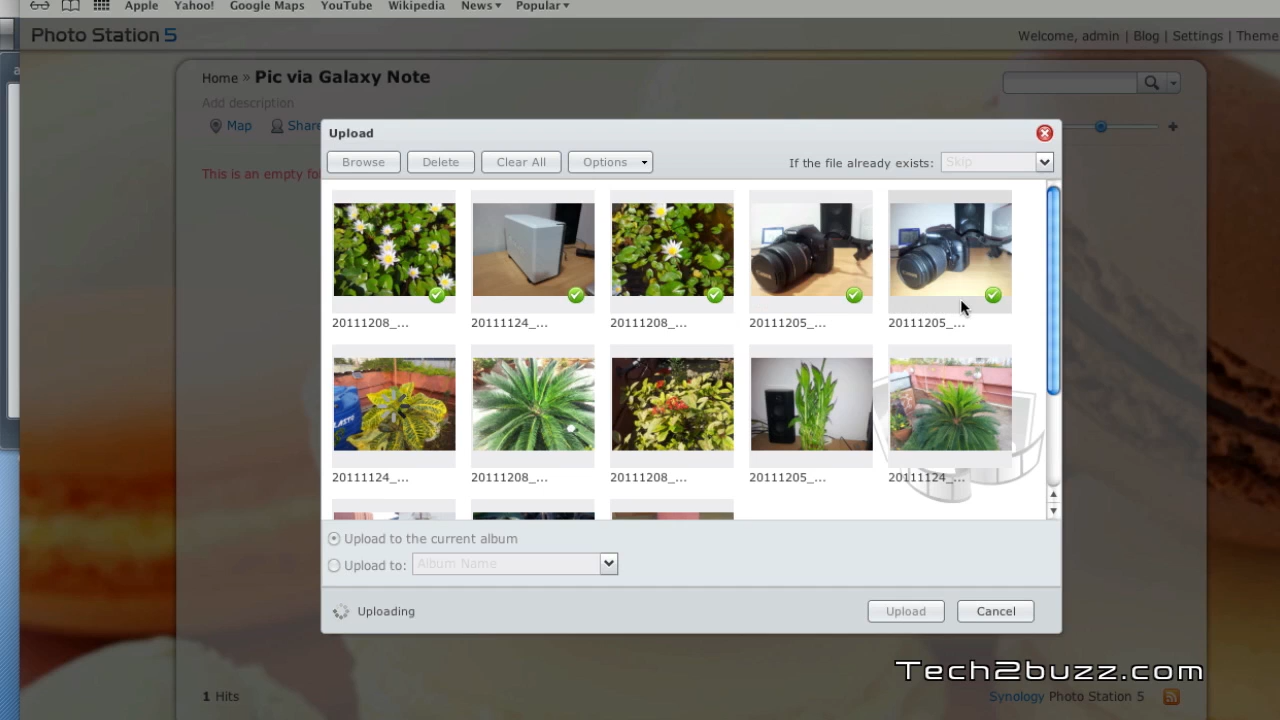 Apple Yahoo! Google Maps YouTube Wikipedia News Popular
Photo Station 5
Welcome, admin | Blog | Settings | Theme
Home » Pic via Galaxy Note
Add description
Map Share
This is an empty fo
Upload
Browse Delete Clear All Options If the file already exists: Skip
20111208_... 20111124_... 20111208_... 20111205_... 20111205_...
20111124_... 20111208_... 20111208_... 20111205_... 20111124_...
Upload to the current album
Upload to: Album Name
Uploading Upload Cancel
Tech2buzz.com
1 Hits Synology Photo Station 5